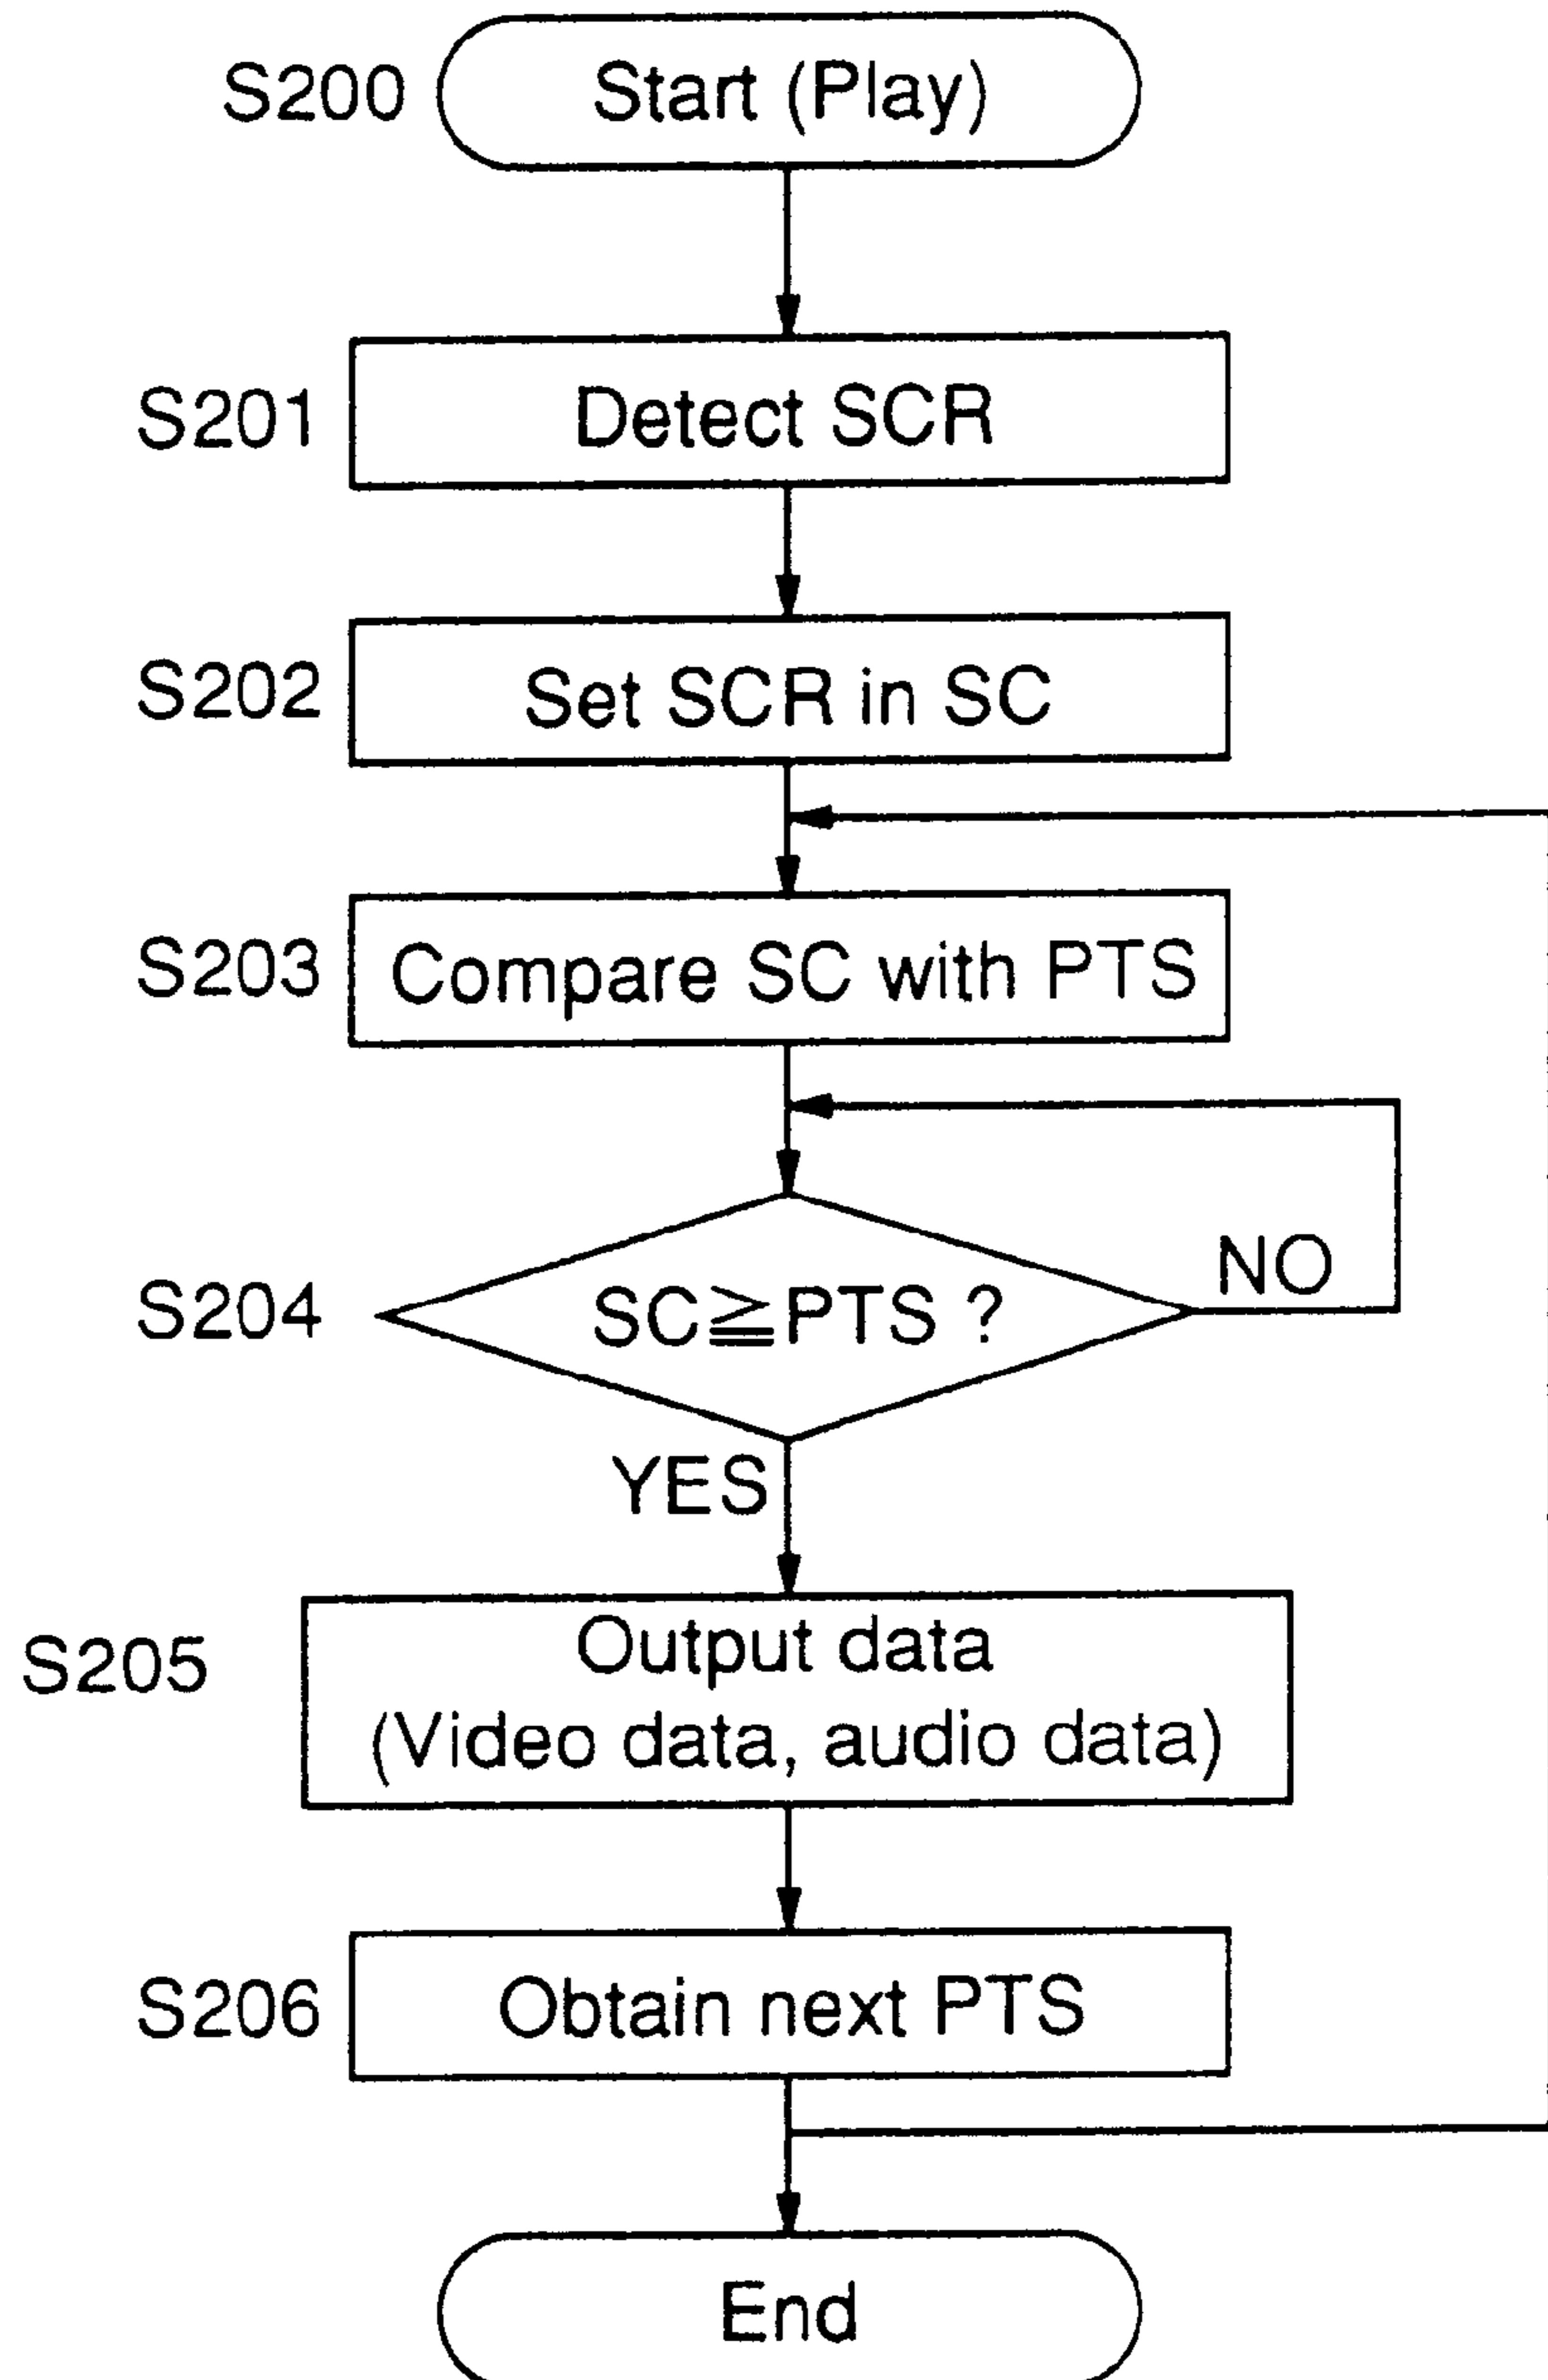 S200 Start (Play)
S201 Detect SCR
S202 Set SCR in SC
S203 Compare SC with PTS
S204 SC≧PTS ?
NO
YES
S205 Output data
(Video data, audio data)
S206 Obtain next PTS
End